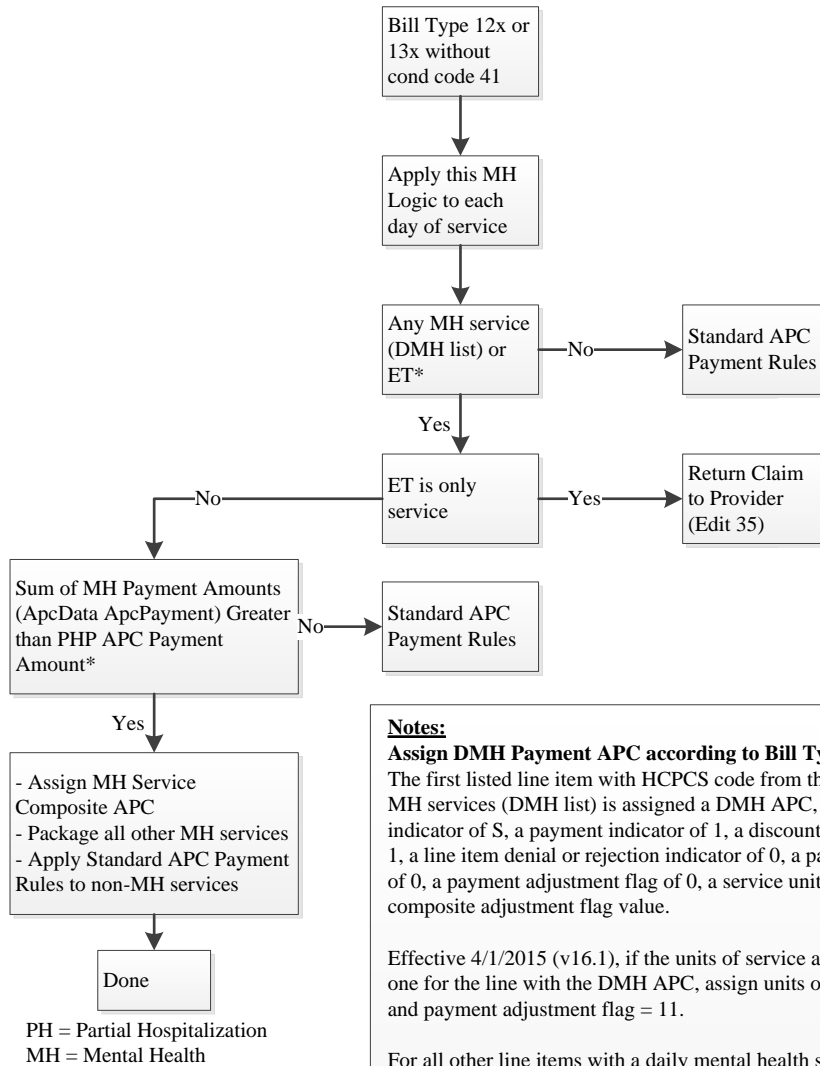 Bill Type 12x or
13x without
cond code 41
Apply this MH
Logic to each
day of service
Any MH service
(DMH list) or
ET*
No
Standard APC
Payment Rules
Yes
ET is only
service
No
Yes
Return Claim
to Provider
(Edit 35)
Sum of MH Payment Amounts
(ApcData ApcPayment) Greater
than PHP APC Payment
Amount*
No
Standard APC
Payment Rules
Yes
- Assign MH Service
Composite APC
- Package all other MH services
- Apply Standard APC Payment
Rules to non-MH services
Done
PH = Partial Hospitalization
MH = Mental Health
Notes:
Assign DMH Payment APC according to Bill Ty
The first listed line item with HCPCS code from th
MH services (DMH list) is assigned a DMH APC,
indicator of S, a payment indicator of 1, a discount
1, a line item denial or rejection indicator of 0, a pa
of 0, a payment adjustment flag of 0, a service unit
composite adjustment flag value.
Effective 4/1/2015 (v16.1), if the units of service a
one for the line with the DMH APC, assign units o
and payment adjustment flag = 11.
For all other line items with a daily mental health s